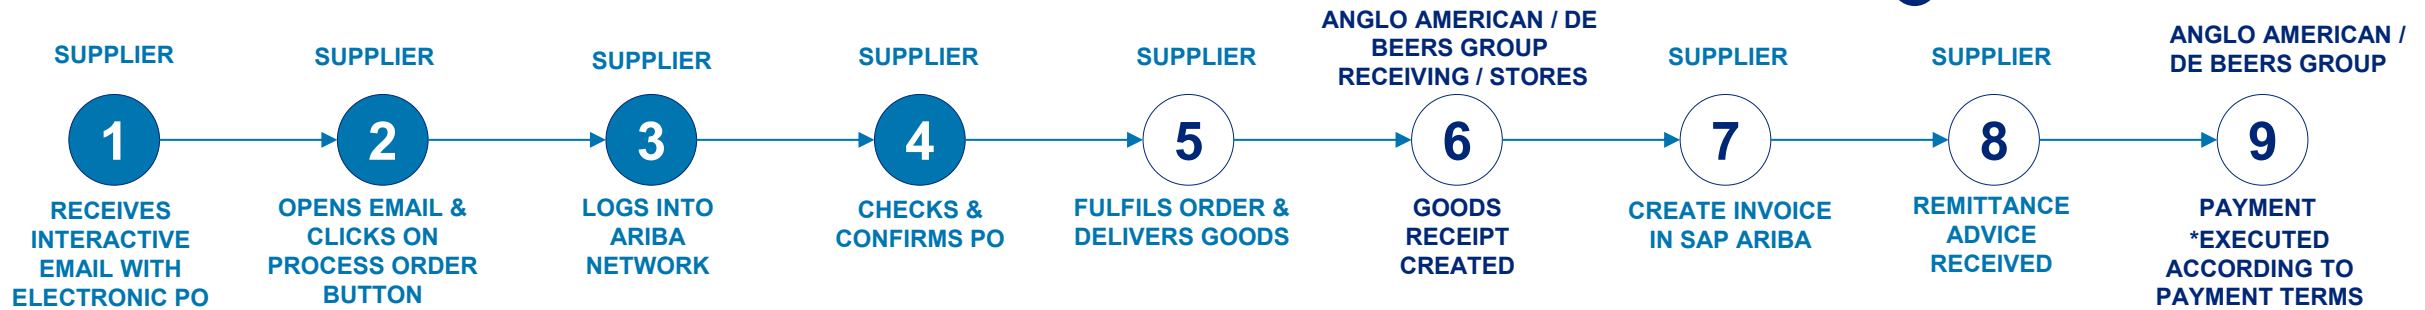 SUPPLIER
1
RECEIVES
INTERACTIVE
EMAIL WITH
ELECTRONIC PO
SUPPLIER
2
OPENS EMAIL &
CLICKS ON
PROCESS ORDER
BUTTON
SUPPLIER
3
LOGS INTO
ARIBA
NETWORK
SUPPLIER
4
CHECKS &
CONFIRMS PO
SUPPLIER
5
FULFILS ORDER &
DELIVERS GOODS
ANGLO AMERICAN / DE
BEERS GROUP
RECEIVING / STORES
6
GOODS
RECEIPT
CREATED
SUPPLIER
7
CREATE INVOICE
IN SAP ARIBA
SUPPLIER
8
REMITTANCE
ADVICE
RECEIVED
ANGLO AMERICAN /
DE BEERS GROUP
9
PAYMENT
*EXECUTED
ACCORDING TO
PAYMENT TERMS